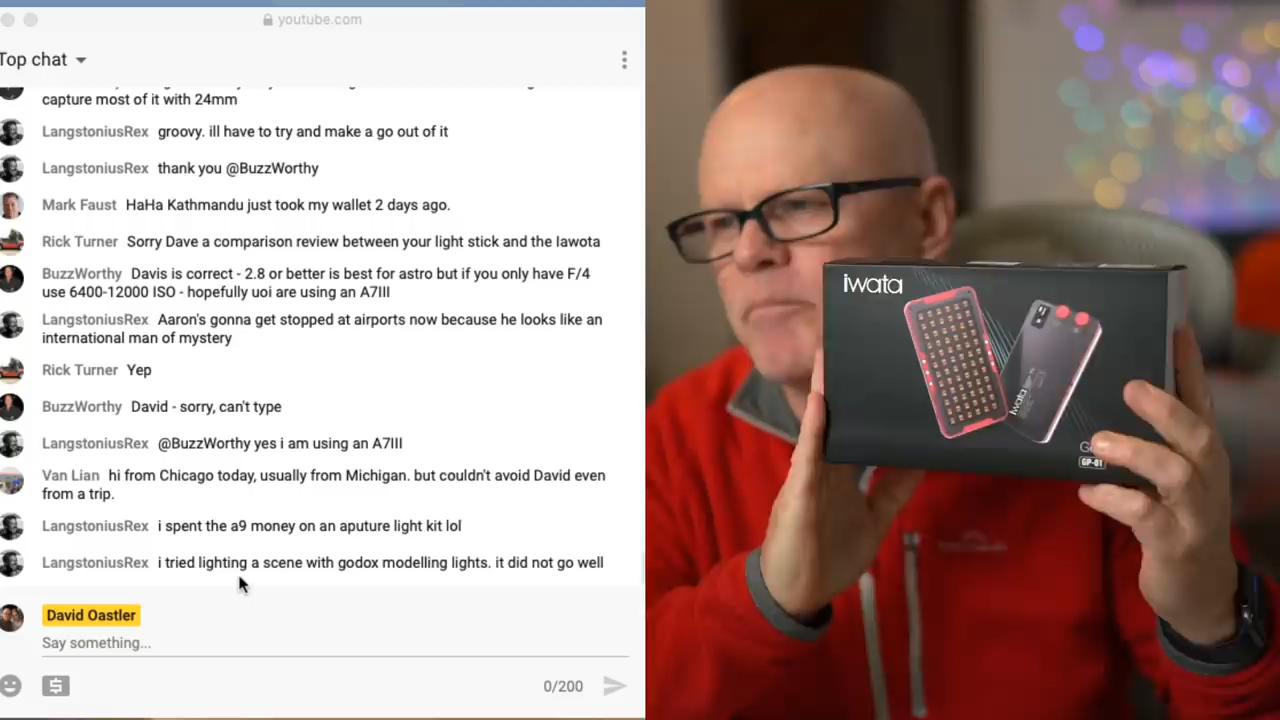 youtube.com
Top chat
capture most of it with 24mm
LangstoniusRex groovy. ill have to try and make a go out of it
LangstoniusRex thank you @BuzzWorthy
Mark Faust HaHa Kathmandu just took my wallet 2 days ago.
Rick Turner Sorry Dave a comparison review between your light stick and the Iawota
BuzzWorthy Davis is correct - 2.8 or better is best for astro but if you only have F/4
use 6400-12000 ISO - hopefully uoi are using an A7III
LangstoniusRex Aaron's gonna get stopped at airports now because he looks like an
international man of mystery
Rick Turner Yep
BuzzWorthy David - sorry, can't type
LangstoniusRex @BuzzWorthy yes i am using an A7III
Van Lian hi from Chicago today, usually from Michigan. but couldn't avoid David even
from a trip.
LangstoniusRex i spent the a9 money on an aputure light kit lol
LangstoniusRex i tried lighting a scene with godox modelling lights. it did not go well
David Oastler
Say something...
0/200
iwata
iwata
GP-01